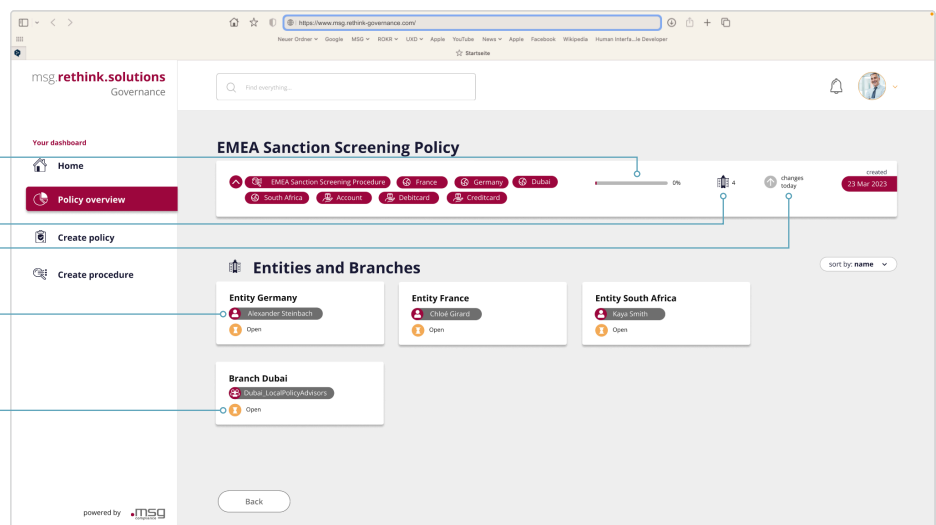 https://www.msg.rethink-governance.com/
Neuer Ordner Google MSG ROKR UXD Apple YouTube News Apple Facebook Wikipedia Human Interfa...le Developer
Startseite
msg.rethink.solutions
Governance
Find everything...
Your dashboard
Home
Policy overview
Create policy
Create procedure
EMEA Sanction Screening Policy
EMEA Sanction Screening Procedure France Germany Dubai
South Africa Account Debitcard Creditcard
0%
4
changes
today
created
23 Mar 2023
Entities and Branches
sort by: name
Entity Germany
Alexander Steinbach
Open
Entity France
Chloé Girard
Open
Entity South Africa
Kaya Smith
Open
Branch Dubai
Dubai_LocalPolicyAdvisors
Open
Back
powered by .msg
compliance